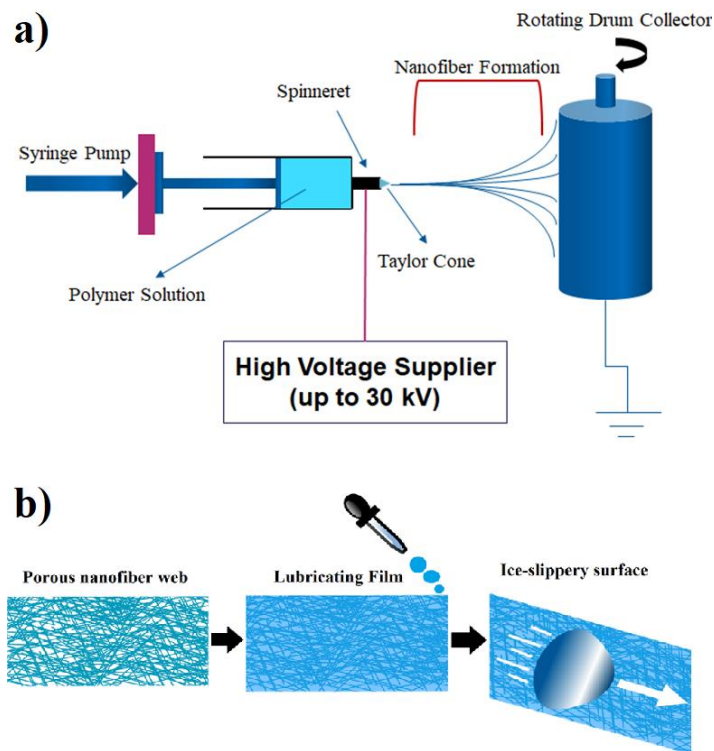 a)
Rotating Drum Collector
Nanofiber Formation
Spinneret
Syringe Pump
Taylor Cone
Polymer Solution
High Voltage Supplier
(up to 30 kV)
b)
Porous nanofiber web
Lubricating Film
Ice-slippery surface